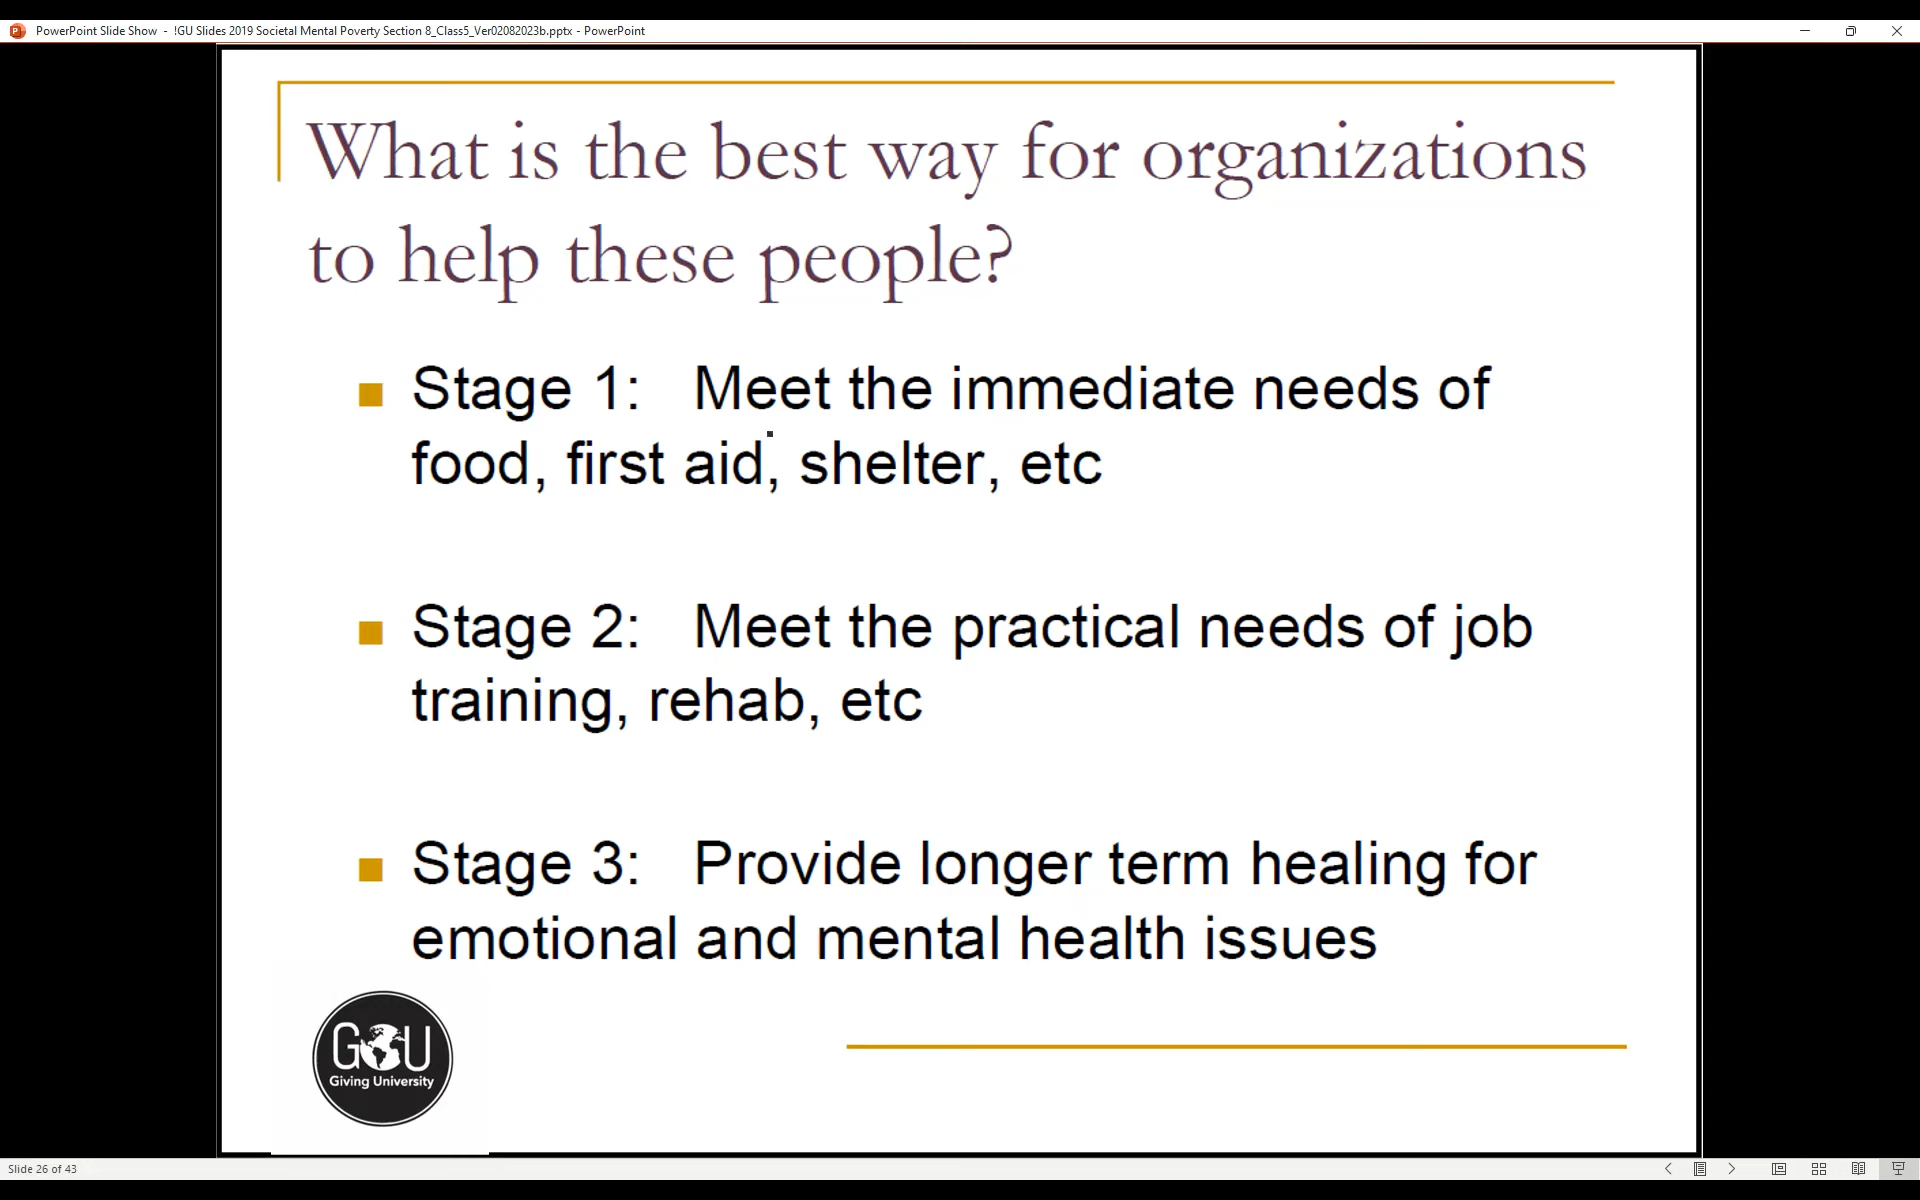 PowerPoint Slide Show - !GU Slides 2019 Societal Mental Poverty Section 8_Class5_Ver02082023b.pptx - PowerPoint
What is the best way for organizations
to help these people?
Stage 1: Meet the immediate needs of
food, first aid, shelter, etc
Stage 2: Meet the practical needs of job
training, rehab, etc
Stage 3: Provide longer term healing for
emotional and mental health issues
G U
Giving University
Slide 26 of 43